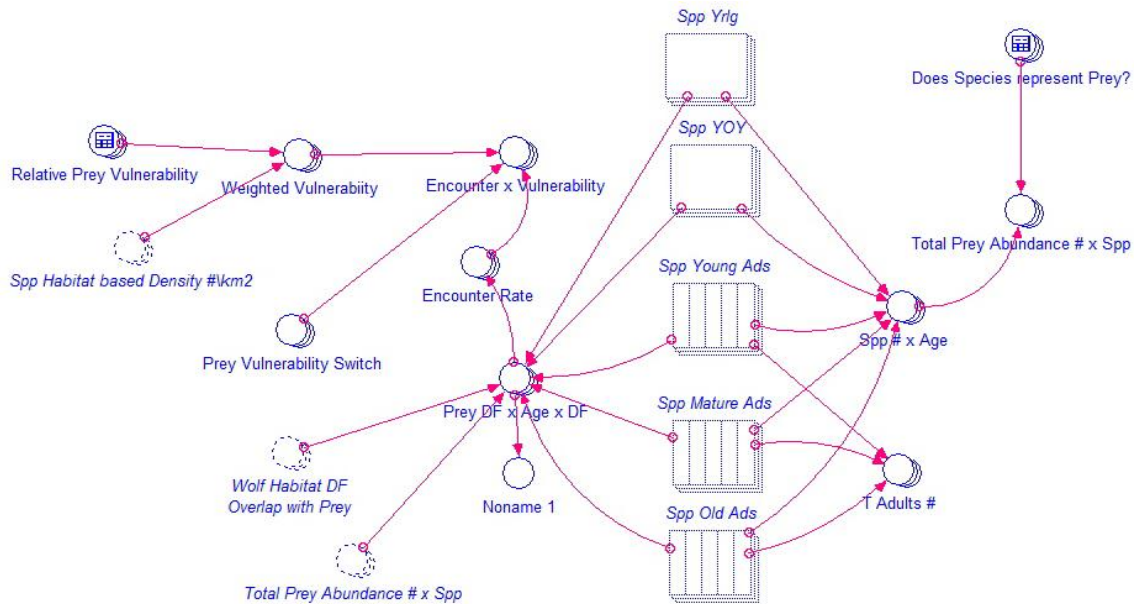 Spp Yrlg
Does Species represent Prey?
Spp YOY
Relative Prey Vulnerability
Weighted Vulnerabiity
Encounter x Vulnerability
Total Prey Abundance # x Spp
Spp Habitat based Density #\km2
Spp Young Ads
Encounter Rate
Spp # x Age
Prey Vulnerability Switch
Spp Mature Ads
Prey DF x Age x DF
Wolf Habitat DF
Overlap with Prey
Noname 1
T Adults #
Spp Old Ads
Total Prey Abundance # x Spp